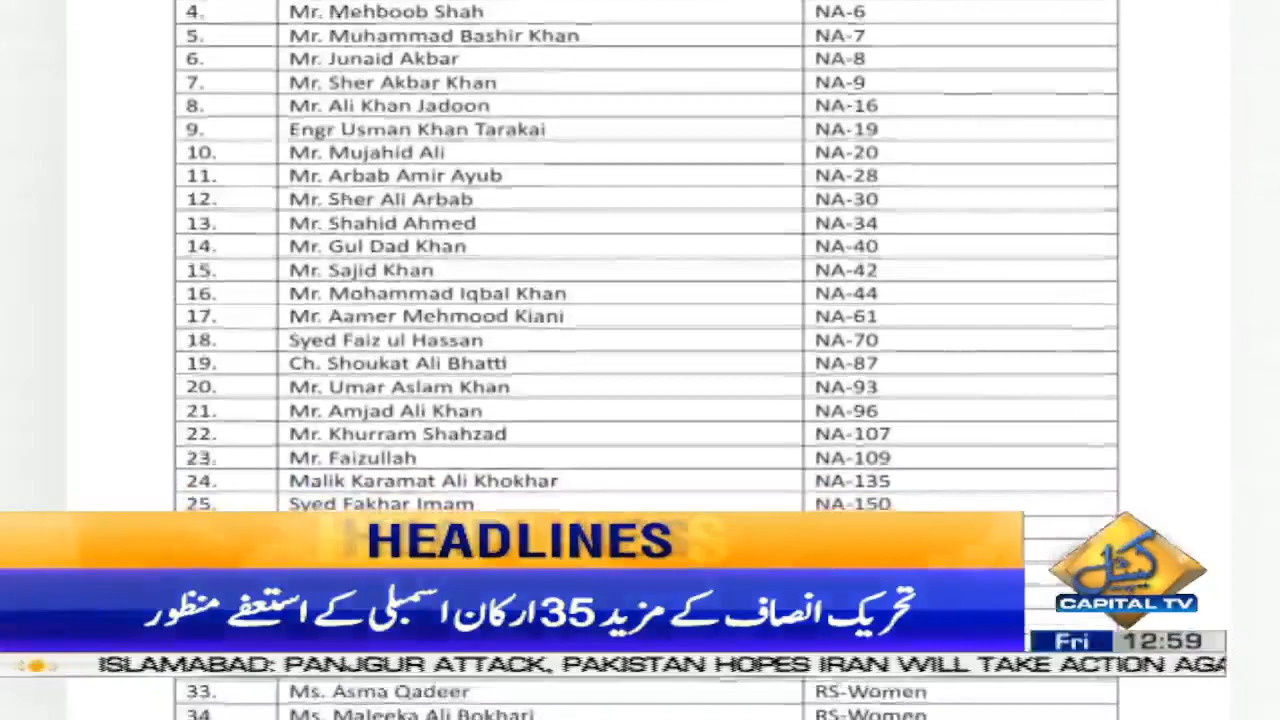 4. Mr. Mehboob Shah NA-6
5. Mr. Muhammad Bashir Khan NA-7
6. Mr. Junaid Akbar NA-8
7. Mr. Sher Akbar Khan NA-9
8. Mr. Ali Khan Jadoon NA-16
9. Engr Usman Khan Tarakai NA-19
10. Mr. Mujahid Ali NA-20
11. Mr. Arbab Amir Ayub NA-28
12. Mr. Sher Ali Arbab NA-30
13. Mr. Shahid Ahmed NA-34
14. Mr. Gul Dad Khan NA-40
15. Mr. Sajid Khan NA-42
16. Mr. Mohammad Iqbal Khan NA-44
17. Mr. Aamer Mehmood Kiani NA-61
18. Syed Faiz ul Hassan NA-70
19. Ch. Shoukat Ali Bhatti NA-87
20. Mr. Umar Aslam Khan NA-93
21. Mr. Amjad Ali Khan NA-96
22. Mr. Khurram Shahzad NA-107
23. Mr. Faizullah NA-109
24. Malik Karamat Ali Khokhar NA-135
25. Syed Fakhar Imam NA-150
HEADLINES
تحریک انصاف کے مزید 35 ارکان اسمبلی کے استعفے منظور
کیپیٹل
CAPITAL TV
Fri 12:59
ISLAMABAD: PANJGUR ATTACK, PAKISTAN HOPES IRAN WILL TAKE ACTION AGA
33. Ms. Asma Qadeer RS-Women
34. Ms. Maleeka Ali Bokhari RS-Women